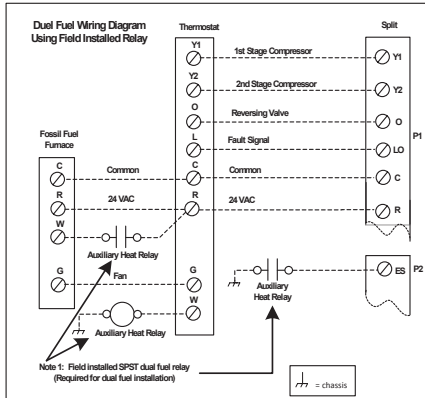 Duel Fuel Wiring Diagram
Using Field Installed Relay
Thermostat
Split
Y1
1st Stage Compressor
Y1
Y2
2nd Stage Compressor
Y2
O
Reversing Valve
O
P1
Fossil Fuel
Furnace
L
Fault Signal
LO
C
Common
C
Common
C
R
24 VAC
R
24 VAC
R
W
Auxiliary Heat Relay
G
Fan
G
Auxiliary
Heat Relay
ES
P2
W
Auxiliary Heat Relay
Note 1: Field installed SPST dual fuel relay
(Required for dual fuel installation)
= chassis